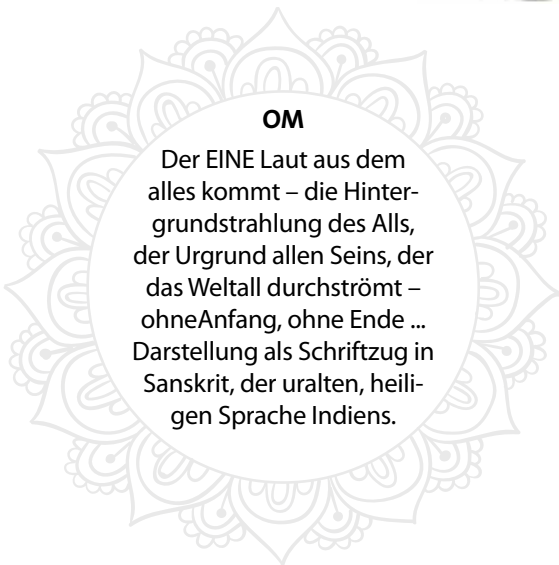 OM
Der EINE Laut aus dem
alles kommt – die Hinter-
grundstrahlung des Alls,
der Urgrund allen Seins, der
das Weltall durchströmt –
ohneAnfang, ohne Ende ...
Darstellung als Schriftzug in
Sanskrit, der uralten, heili-
gen Sprache Indiens.